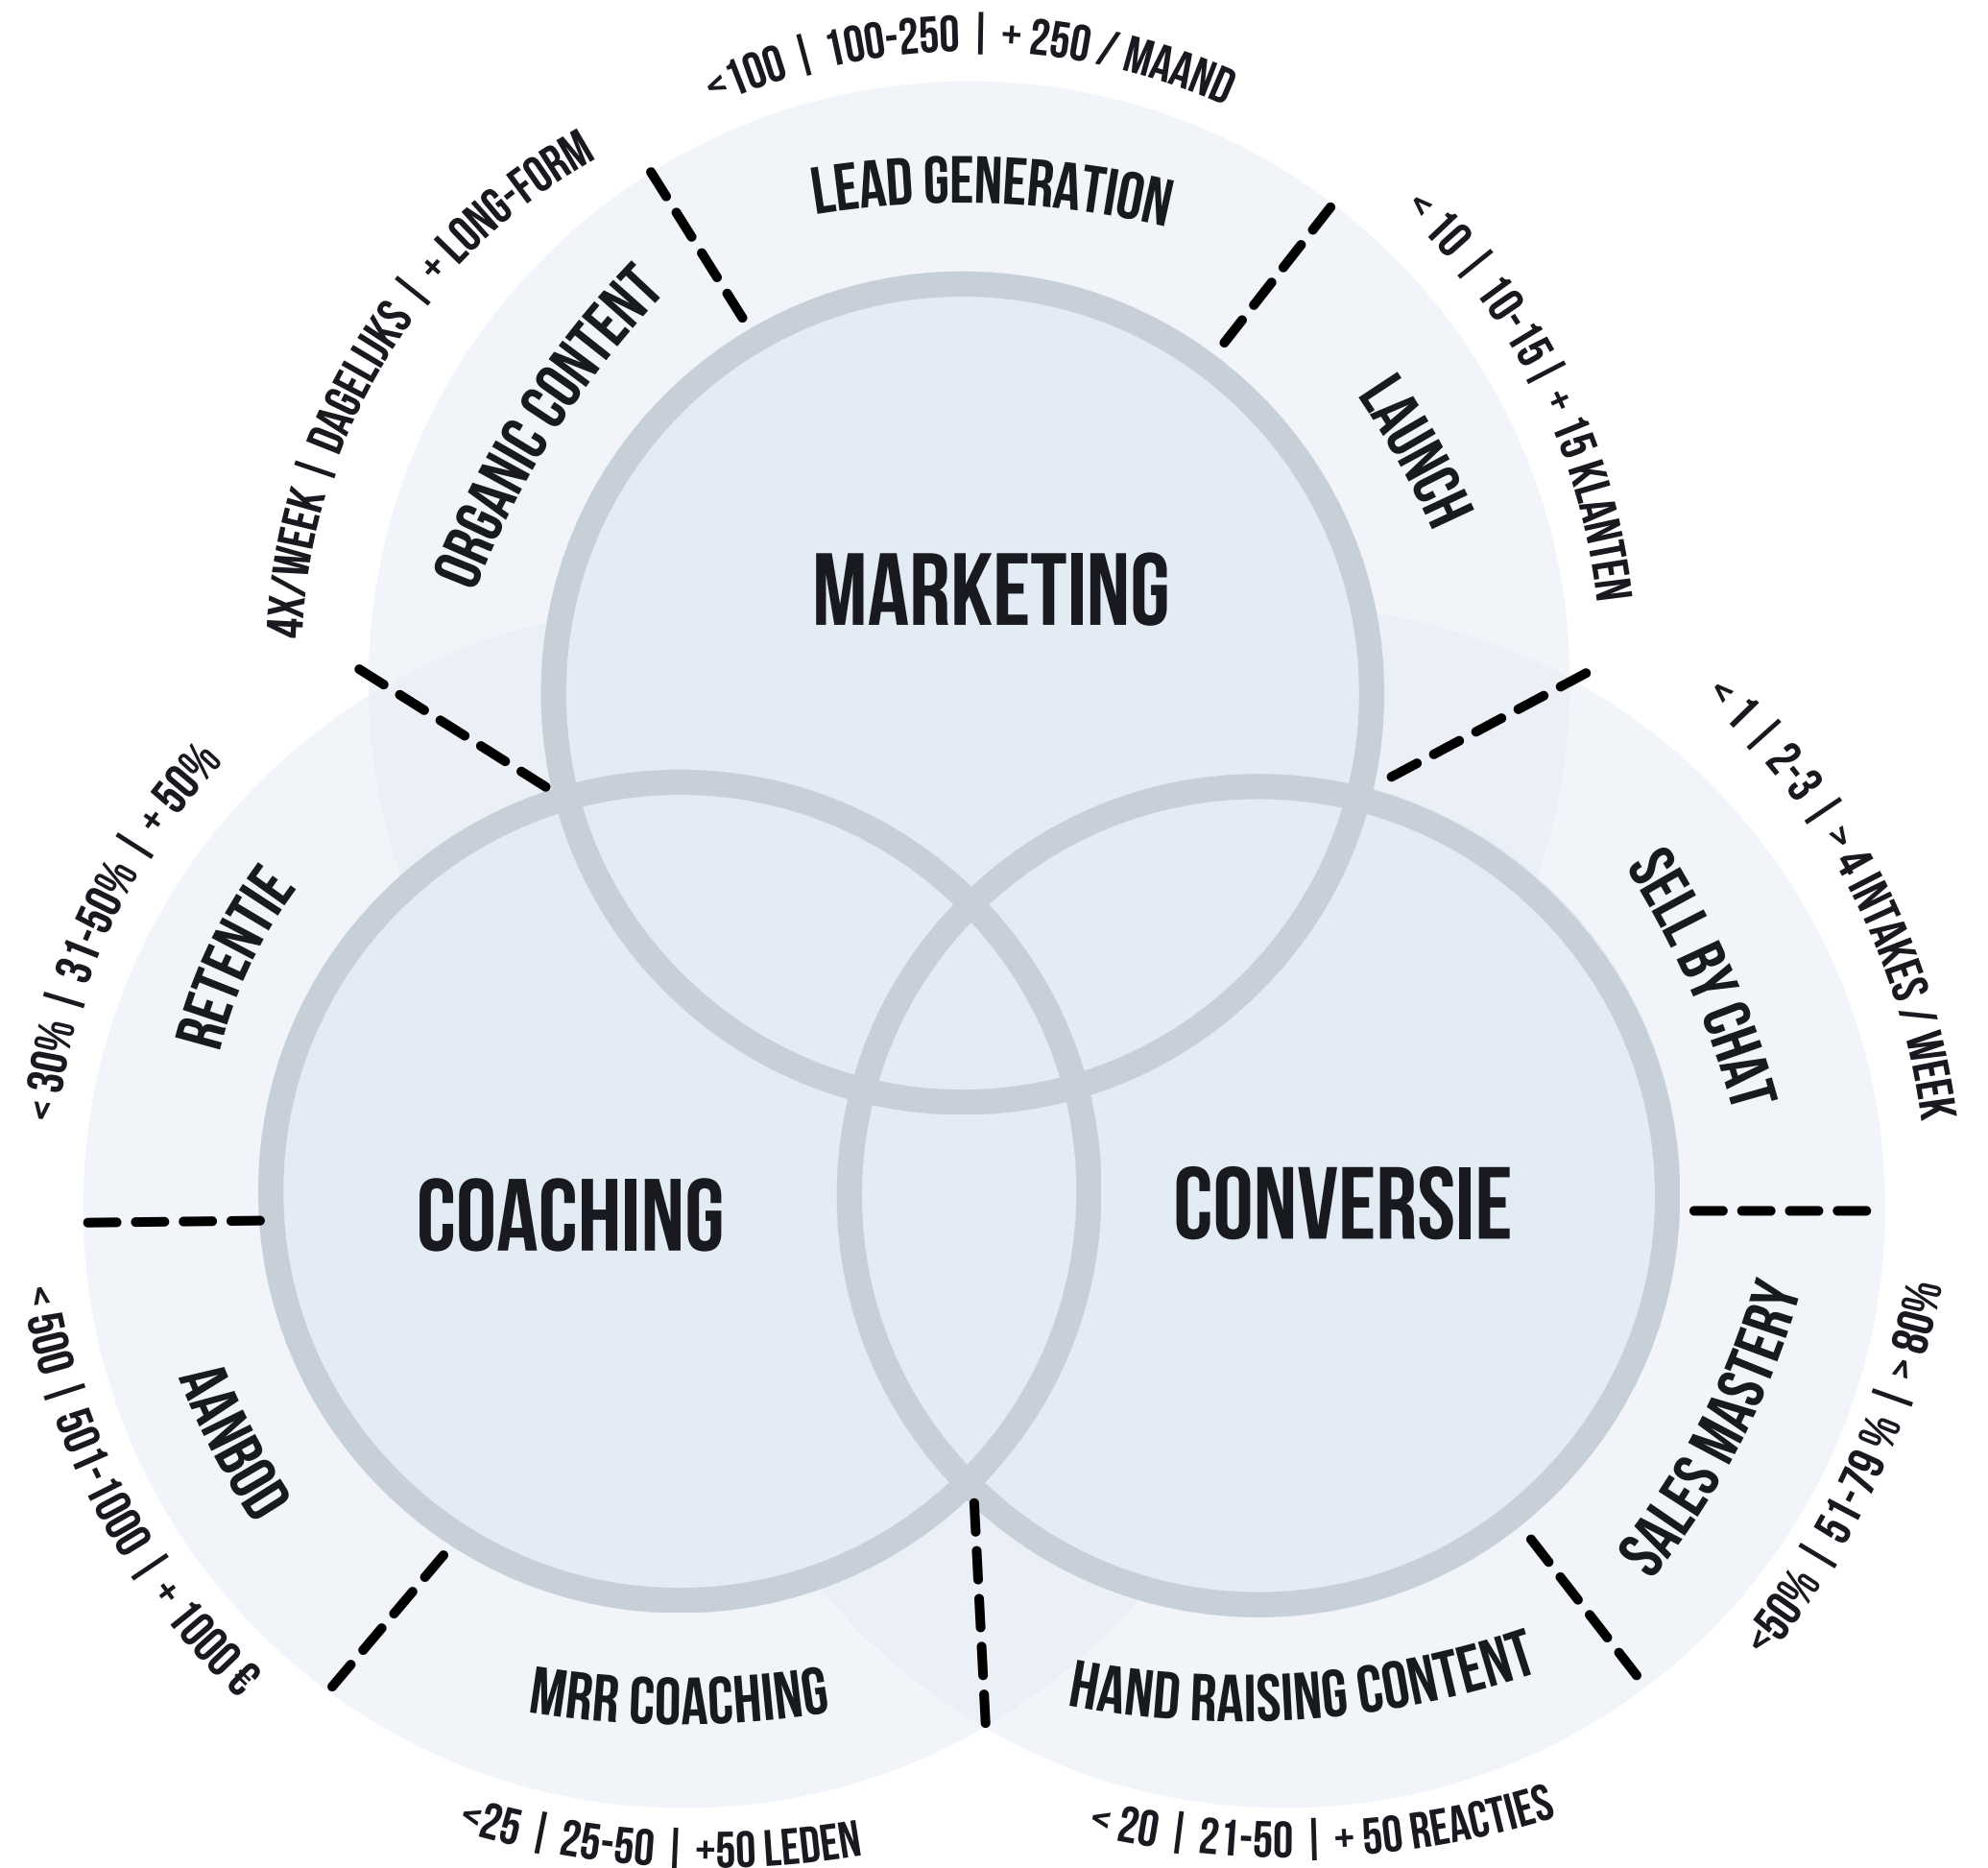 <100 | 100-250 | + 250 / MAAND
LEAD GENERATION
4X/WEEK | DAGELIJKS | + LONG-FORM
ORGANIC CONTENT
< 10 | 10-15 | + 15 KLANTEN
LAUNCH
MARKETING
< 30% | 31-50% | + 50%
RETENTIE
< 1 | 2-3 | > 4 INTAKES / WEEK
SELL BY CHAT
COACHING
CONVERSIE
< 500 | 501-1000 | + 1000 €
AANBOD
<50% | 51-79 % | < 80%
SALES MASTERY
MRR COACHING
HAND RAISING CONTENT
<25 | 25-50 | +50 LEDEN
< 20 | 21-50 | + 50 REACTIES